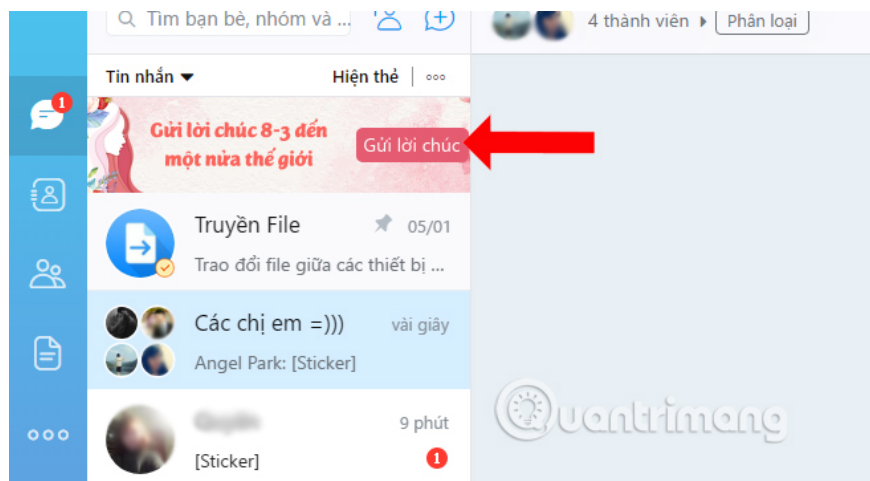 Tìm bạn bè, nhóm và ...
4 thành viên
Phân loại
Tin nhắn
Hiện thẻ
1
Gửi lời chúc 8-3 đến
một nửa thế giới
Gửi lời chúc
Truyền File
05/01
Trao đổi file giữa các thiết bị ...
Các chị em =)))
vài giây
Angel Park: [Sticker]
9 phút
[Sticker]
1
Quantrimang